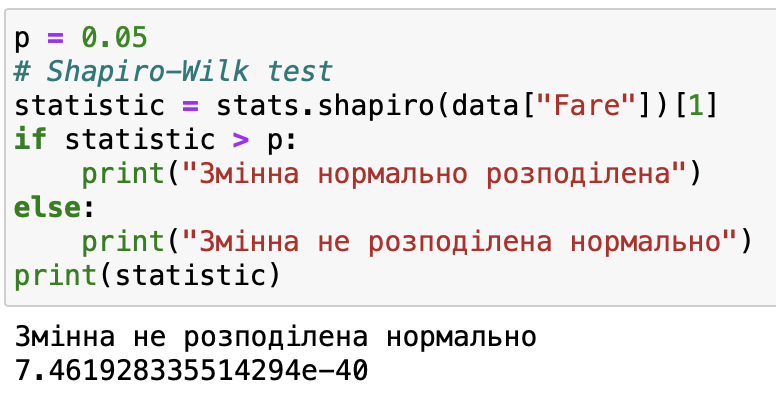 p = 0.05
# Shapiro-Wilk test
statistic = stats.shapiro(data["Fare"])[1]
if statistic > p:
    print("Змінна нормально розподілена")
else:
    print("Змінна не розподілена нормально")
print(statistic)
Змінна не розподілена нормально
7.461928335514294e-40